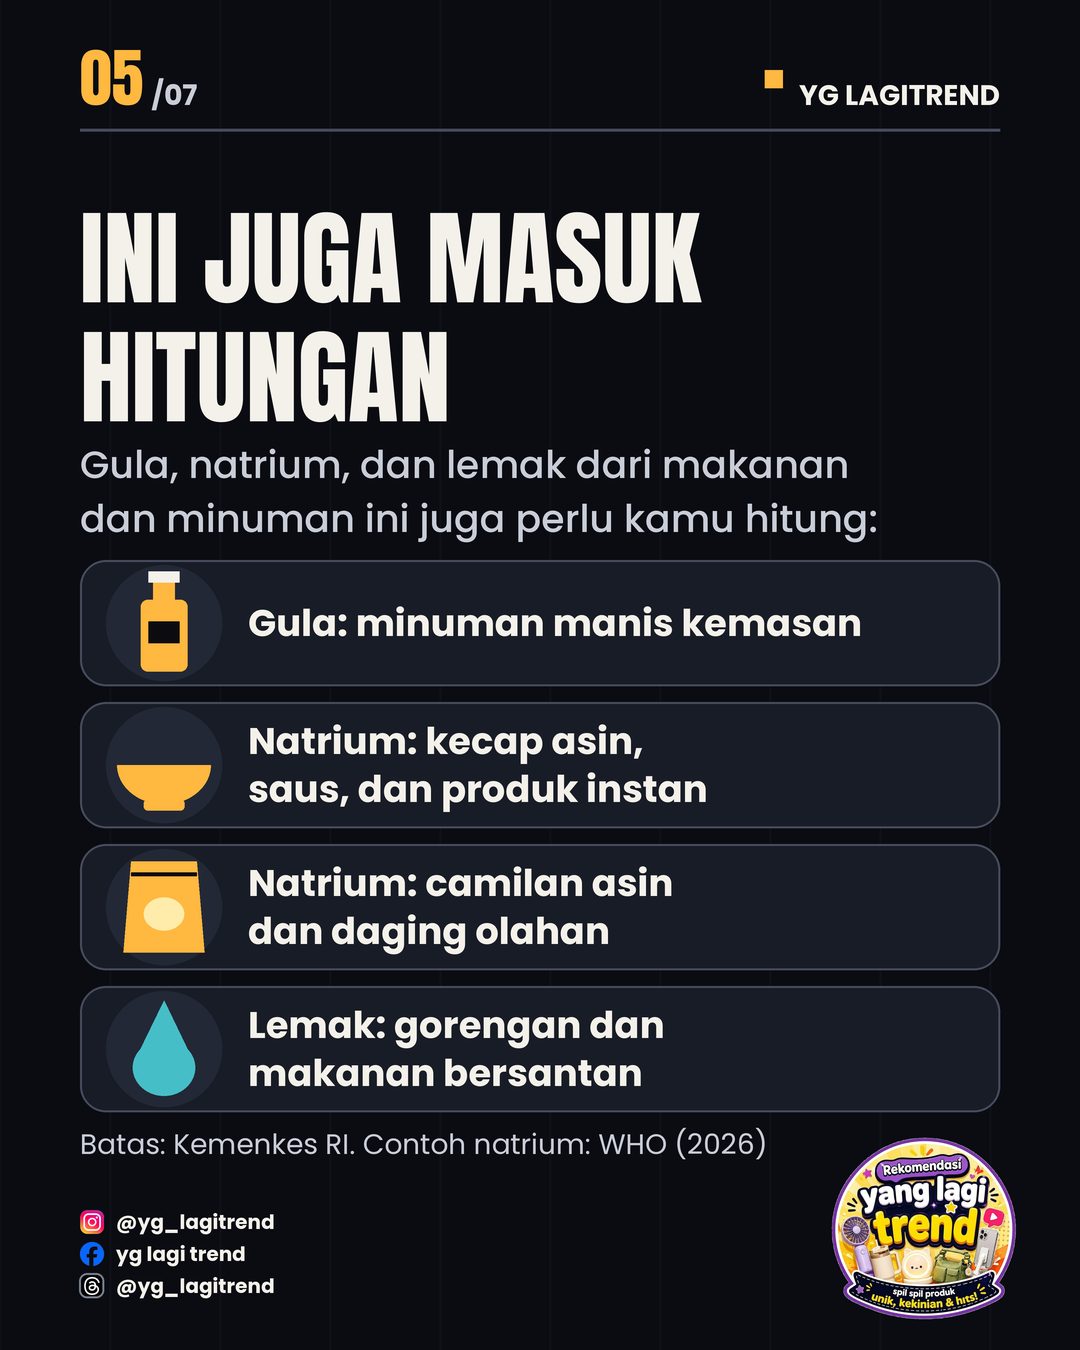 05 /07
YG LAGITREND
INI JUGA MASUK
HITUNGAN
Gula, natrium, dan lemak dari makanan
dan minuman ini juga perlu kamu hitung:
Gula: minuman manis kemasan
Natrium: kecap asin,
saus, dan produk instan
Natrium: camilan asin
dan daging olahan
Lemak: gorengan dan
makanan bersantan
Batas: Kemenkes RI. Contoh natrium: WHO (2026)
@yg_lagitrend
yg lagi trend
@yg_lagitrend
Rekomendasi
yang lagi
trend
spil spil produk
unik, kekinian & hits!